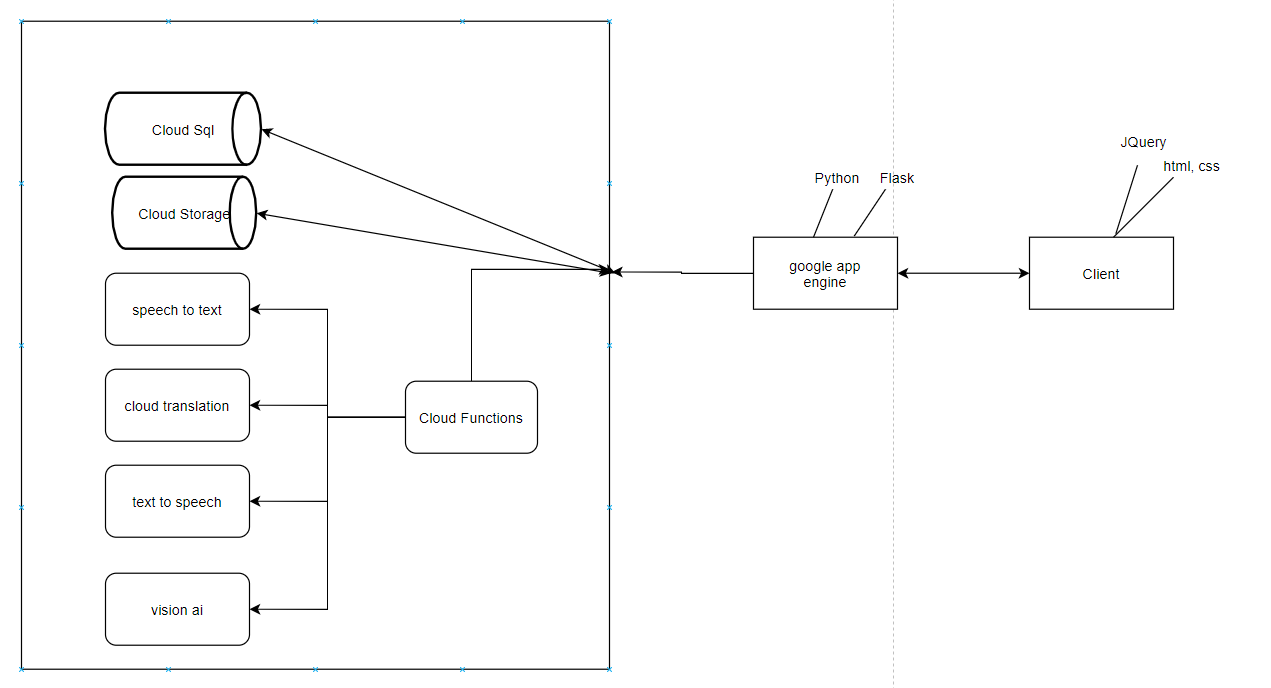 Cloud Sql
Cloud Storage
speech to text
cloud translation
text to speech
vision ai
Cloud Functions
Python
Flask
google app
engine
JQuery
html, css
Client